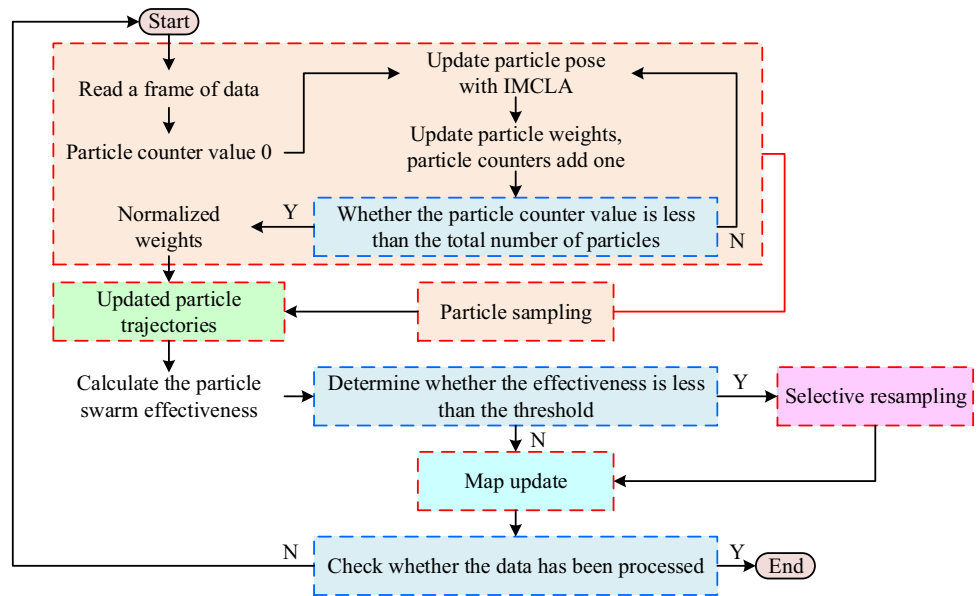 Start
Read a frame of data
Particle counter value 0
Update particle pose
with IMCLA
Update particle weights,
particle counters add one
Whether the particle counter value is less
than the total number of particles
Y
N
Normalized
weights
Updated particle
trajectories
Particle sampling
Calculate the particle
swarm effectiveness
Determine whether the effectiveness is less
than the threshold
Y
Selective resampling
N
Map update
Check whether the data has been processed
N
Y
End